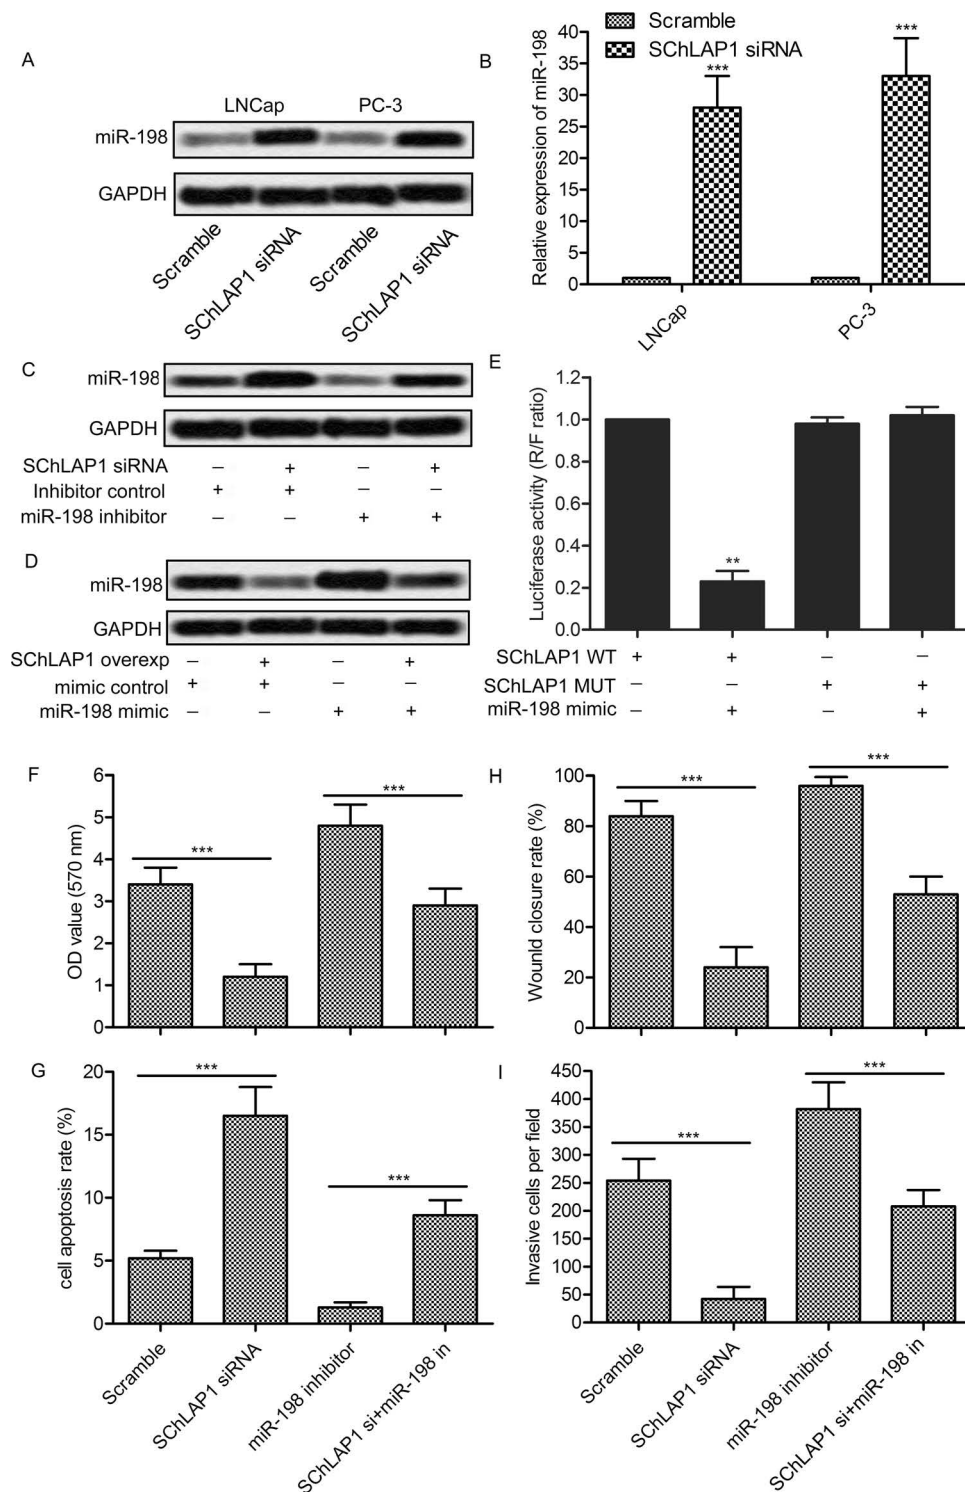 A
LNCap PC-3
miR-198
GAPDH
Scramble
SChLAP1 siRNA
Scramble
SChLAP1 siRNA
B
Scramble
SChLAP1 siRNA
Relative expression of miR-198
40
35
30
25
20
15
10
5
0
***
***
LNCap
PC-3
C
miR-198
GAPDH
SChLAP1 siRNA – + – +
Inhibitor control + + – –
miR-198 inhibitor – – + +
D
miR-198
GAPDH
SChLAP1 overexp – + – +
mimic control + + – –
miR-198 mimic – – + +
E
Luciferase activity (R/F ratio)
1.2
1.0
0.8
0.6
0.4
0.2
0.0
**
SChLAP1 WT + + – –
SChLAP1 MUT – – + +
miR-198 mimic – + – +
F
OD value (570 nm)
6
5
4
3
2
1
0
***
***
H
Wounld closure rate (%)
100
80
60
40
20
0
***
***
G
cell apoptosis rate (%)
20
15
10
5
0
***
***
Scramble
SChLAP1 siRNA
miR-198 inhibitor
SChLAP1 si+miR-198 in
I
Invasive cells per field
450
400
350
250
200
150
50
0
***
***
Scramble
SChLAP1 siRNA
miR-198 inhibitor
SChLAP1 si+miR-198 in